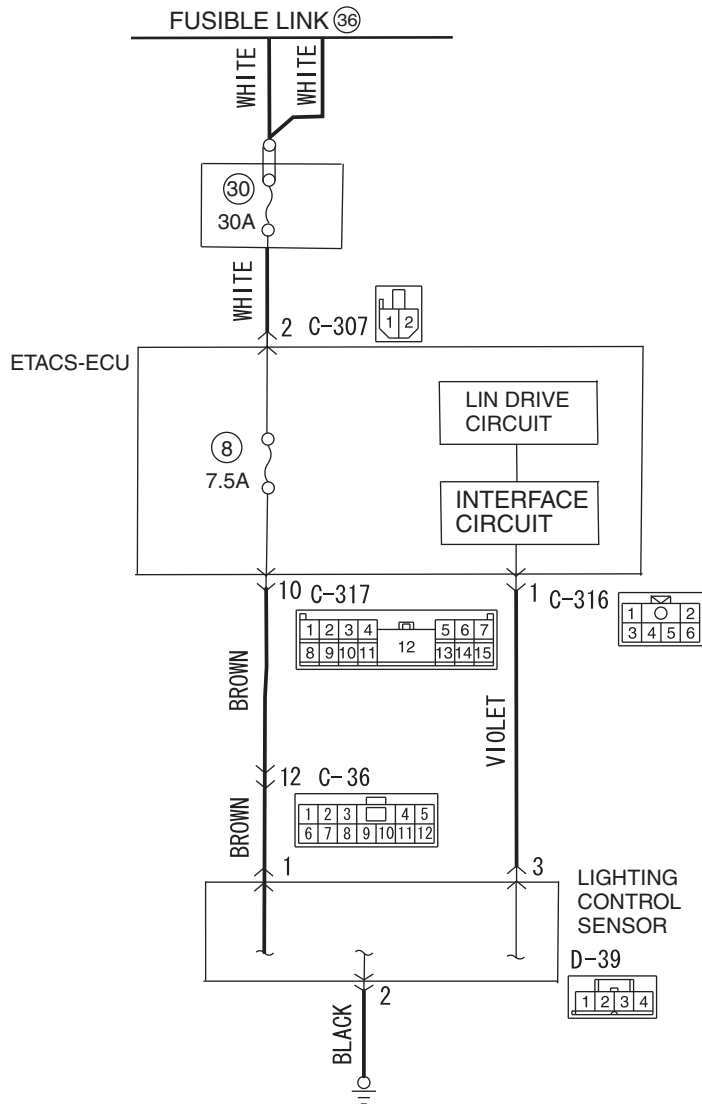 FUSIBLE LINK 36
WHITE
WHITE
30
30A
WHITE
2 C-307
1 2
ETACS-ECU
LIN DRIVE
CIRCUIT
8
7.5A
INTERFACE
CIRCUIT
10 C-317
1 2 3 4 5 6 7
8 9 10 11 12 13 14 15
1 C-316
1 2
3 4 5 6
BROWN
VIOLET
12 C-36
1 2 3 4 5
6 7 8 9 10 11 12
BROWN
1
3
LIGHTING
CONTROL
SENSOR
D-39
1 2 3 4
2
BLACK